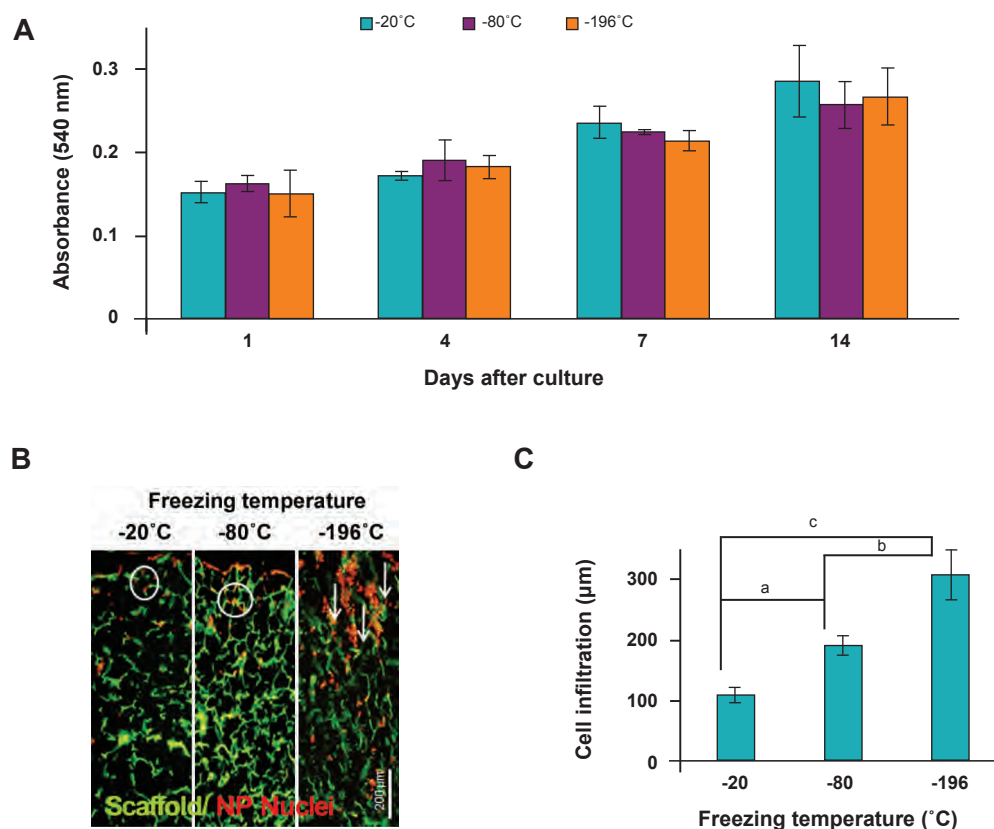 A
-20˚C -80˚C -196˚C
Absorbance (540 nm)
0.3
0.2
0.1
0
1 4 7 14
Days after culture
B
Freezing temperature
-20˚C -80˚C -196˚C
Scaffold/ NP Nuclei
200 µm
C
Cell infiltration (µm)
c
b
a
300
200
100
0
-20 -80 -196
Freezing temperature (˚C)